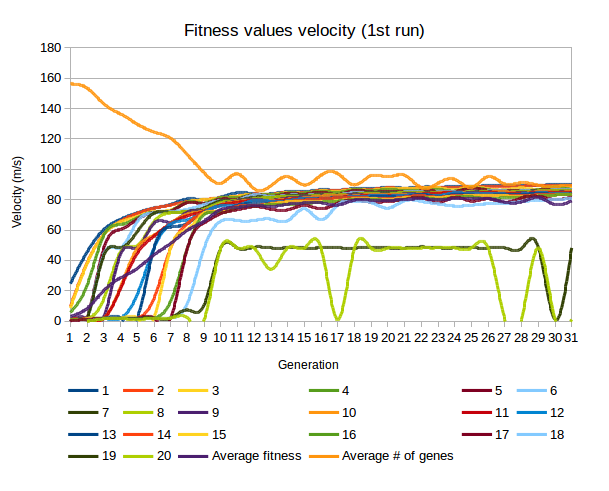 Fitness values velocity (1st run)
180
160
140
120
100
80
60
40
20
0
Velocity (m/s)
1 2 3 4 5 6 7 8 9 10 11 12 13 14 15 16 17 18 19 20 21 22 23 24 25 26 27 28 29 30 31
Generation
1 2 3 4 5 6
7 8 9 10 11 12
13 14 15 16 17 18
19 20 Average fitness Average # of genes